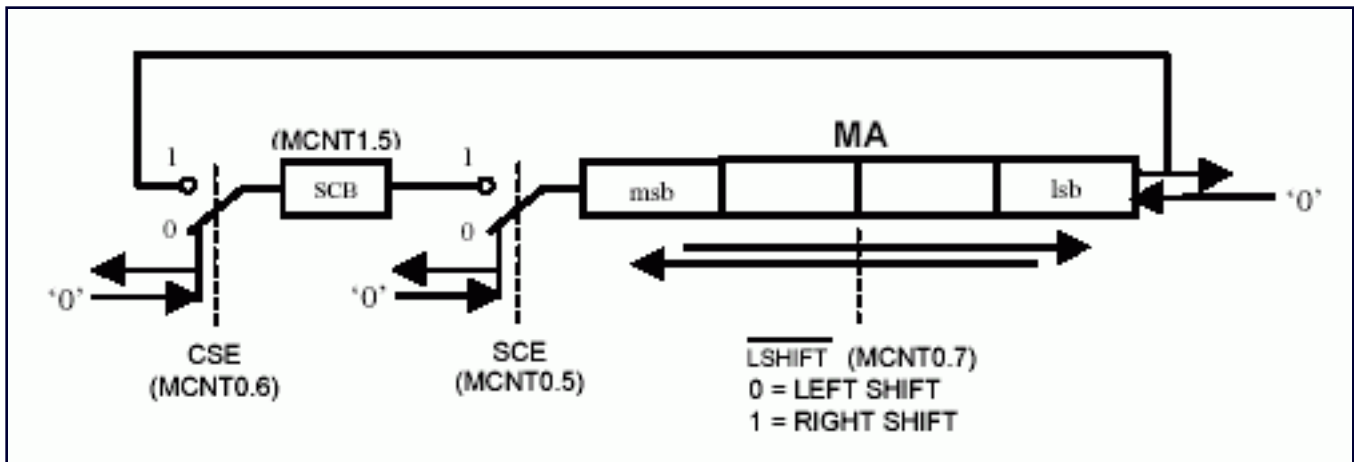 MA
(MCNT1.5)
1
1
SCB
msb
lsb
0
0
'0'
'0'
'0'
CSE
(MCNT0.6)
SCE
(MCNT0.5)
LSHIFT (MCNT0.7)
0 = LEFT SHIFT
1 = RIGHT SHIFT